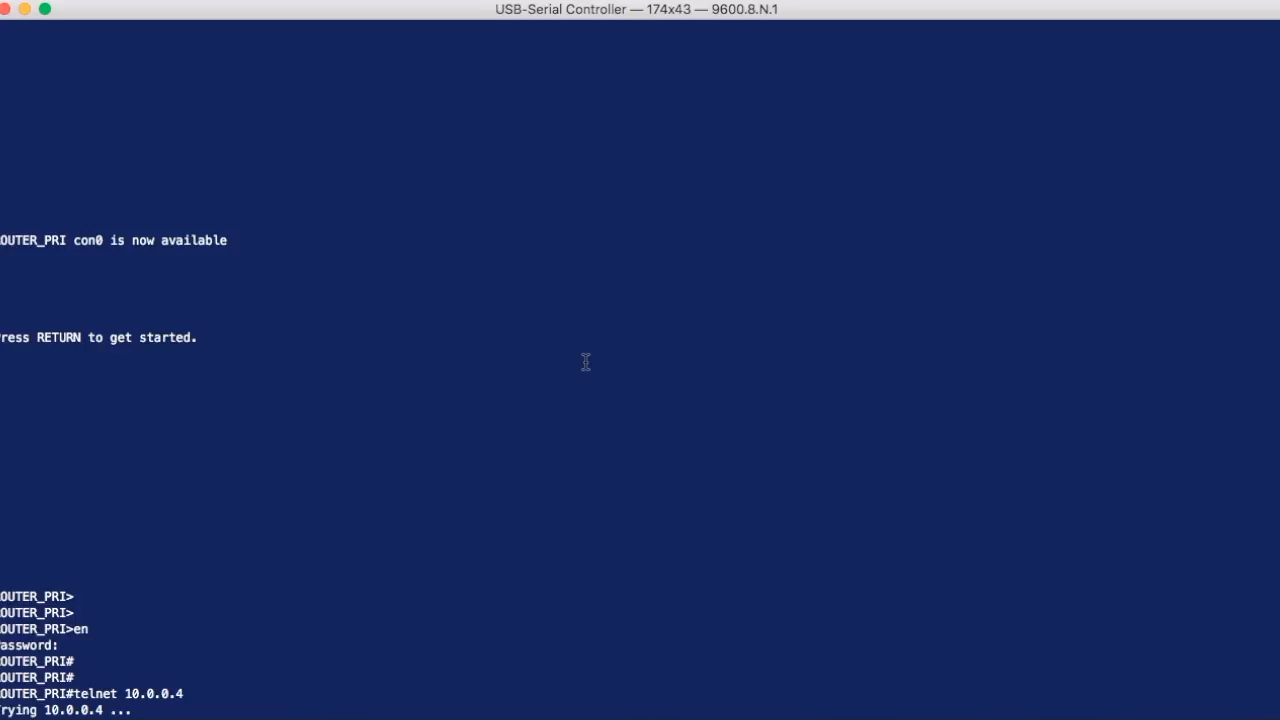 USB-Serial Controller — 174x43 — 9600.8.N.1
OUTER_PRI con0 is now available
ress RETURN to get started.
OUTER_PRI>
OUTER_PRI>
OUTER_PRI>en
assword:
OUTER_PRI#
OUTER_PRI#
OUTER_PRI#telnet 10.0.0.4
rying 10.0.0.4 ...